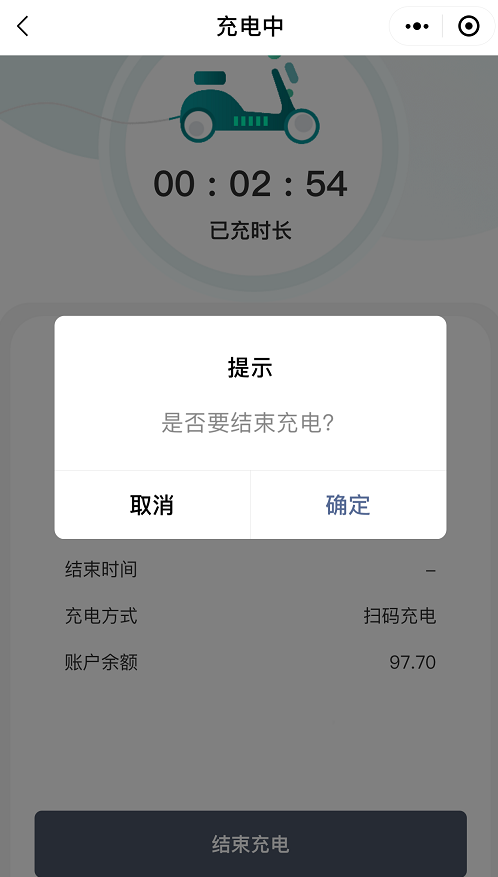 充电中
00 : 02 : 54
已充时长
提示
是否要结束充电?
取消 确定
结束时间 –
充电方式 扫码充电
账户余额 97.70
结束充电